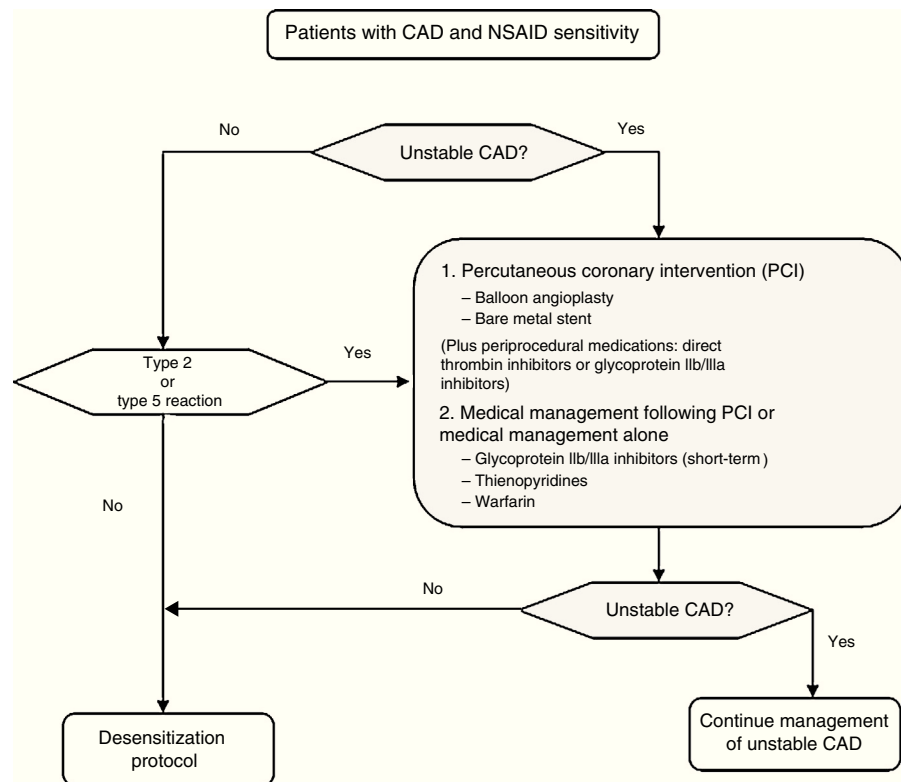 Patients with CAD and NSAID sensitivity
No
Yes
Unstable CAD?
1. Percutaneous coronary intervention (PCI)
– Balloon angioplasty
– Bare metal stent
(Plus periprocedural medications: direct
thrombin inhibitors or glycoprotein IIb/IIIa
inhibitors)
2. Medical management following PCI or
medical management alone
– Glycoprotein IIb/IIIa inhibitors (short-term)
– Thienopyridines
– Warfarin
Type 2
or
type 5 reaction
Yes
No
No
Unstable CAD?
Yes
Desensitization
protocol
Continue management
of unstable CAD